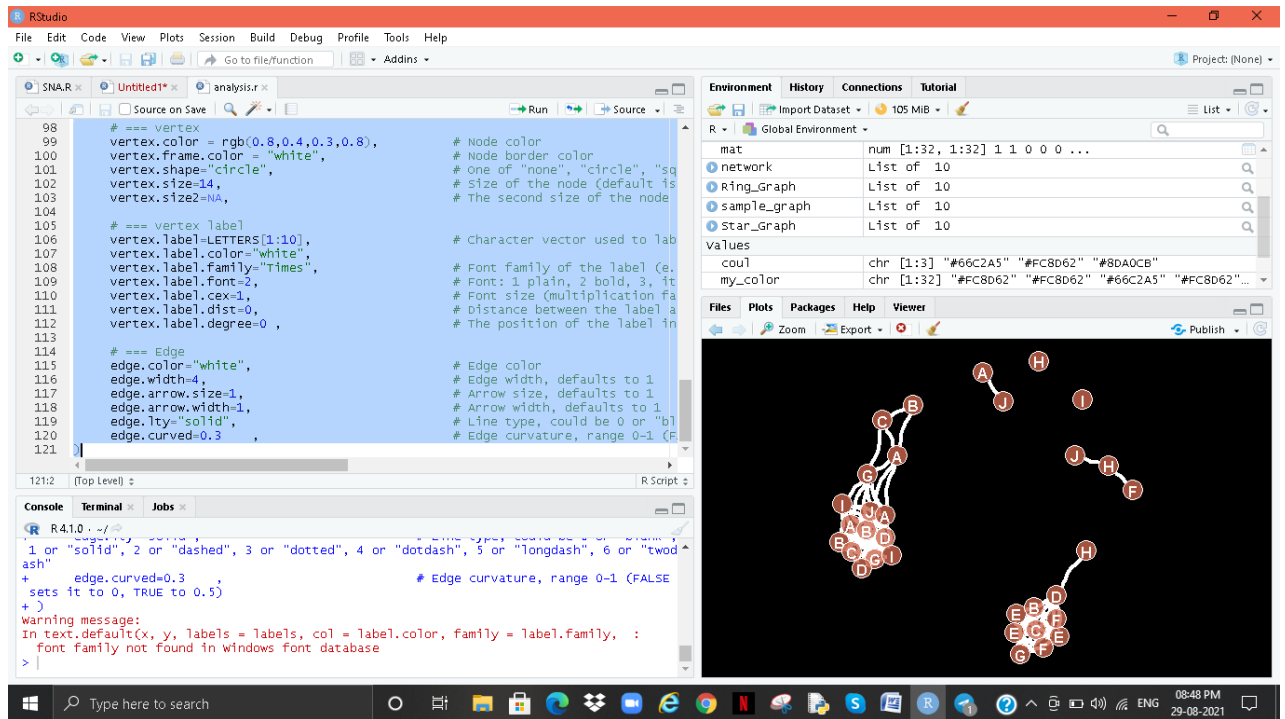 RStudio
File Edit Code View Plots Session Build Debug Profile Tools Help
Go to file/function Addins Project: (None)
SNA.R Untitled1* analysis.r
Source on Save Run Source
98 # === vertex
99 vertex.color = rgb(0.8,0.4,0.3,0.8), # Node color
100 vertex.frame.color = "white", # Node border color
101 vertex.shape="circle", # One of "none", "circle", "sq
102 vertex.size=14, # Size of the node (default is
103 vertex.size2=NA, # The second size of the node
104
105 # === vertex label
106 vertex.label=LETTERS[1:10], # Character vector used to lab
107 vertex.label.color="white",
108 vertex.label.family="Times", # Font family of the label (e.
109 vertex.label.font=2, # Font: 1 plain, 2 bold, 3, it
110 vertex.label.cex=1, # Font size (multiplication fa
111 vertex.label.dist=0, # Distance between the label a
112 vertex.label.degree=0 , # The position of the label in
113
114 # === Edge
115 edge.color="white", # Edge color
116 edge.width=4, # Edge width, defaults to 1
117 edge.arrow.size=1, # Arrow size, defaults to 1
118 edge.arrow.width=1, # Arrow width, defaults to 1
119 edge.lty="solid", # Line type, could be 0 or "bl
120 edge.curved=0.3 , # Edge curvature, range 0-1 (F
121 )
121:2 (Top Level) R Script
Console Terminal Jobs
R 4.1.0 · ~/
1 or "solid", 2 or "dashed", 3 or "dotted", 4 or "dotdash", 5 or "longdash", 6 or "twod
ash"
+ edge.curved=0.3 , # Edge curvature, range 0-1 (FALSE
sets it to 0, TRUE to 0.5)
+ )
Warning message:
In text.default(x, y, labels = labels, col = label.color, family = label.family, :
font family not found in Windows font database
>
Environment History Connections Tutorial
Import Dataset 105 MiB List
R Global Environment
mat num [1:32, 1:32] 1 1 0 0 0 ...
network List of 10
Ring_Graph List of 10
sample_graph List of 10
Star_Graph List of 10
Values
coul chr [1:3] "#66C2A5" "#FC8D62" "#8DA0CB"
my_color chr [1:32] "#FC8D62" "#FC8D62" "#66C2A5" "#FC8D62"...
Files Plots Packages Help Viewer
Zoom Export Publish
H
A
J
I
B
C
A
G
J
H
F
I
J
A
A
B
D
B
C
G
I
D
H
D
B
E
F
E
C
E
F
G
Type here to search
ENG
08:48 PM
29-08-2021